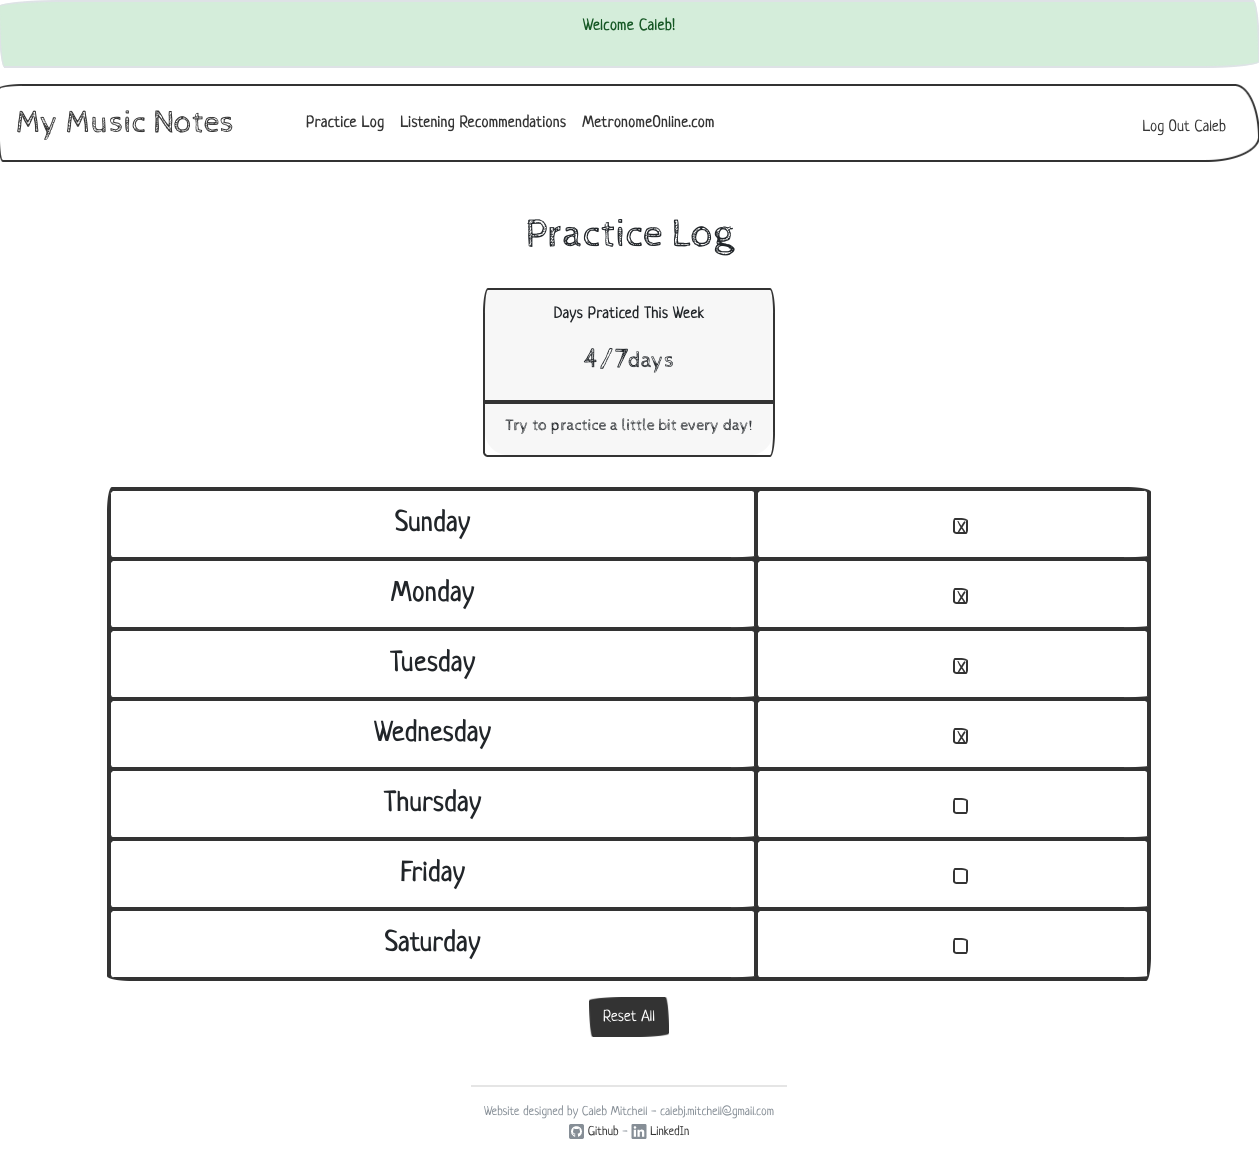 Welcome Caleb!
My Music Notes
Practice Log Listening Recommendations MetronomeOnline.com
Log Out Caleb
Practice Log
Days Praticed This Week
4/7days
Try to practice a little bit every day!
Sunday
Monday
Tuesday
Wednesday
Thursday
Friday
Saturday
Reset All
Website designed by Caleb Mitchell - calebj.mitchell@gmail.com
Github - LinkedIn